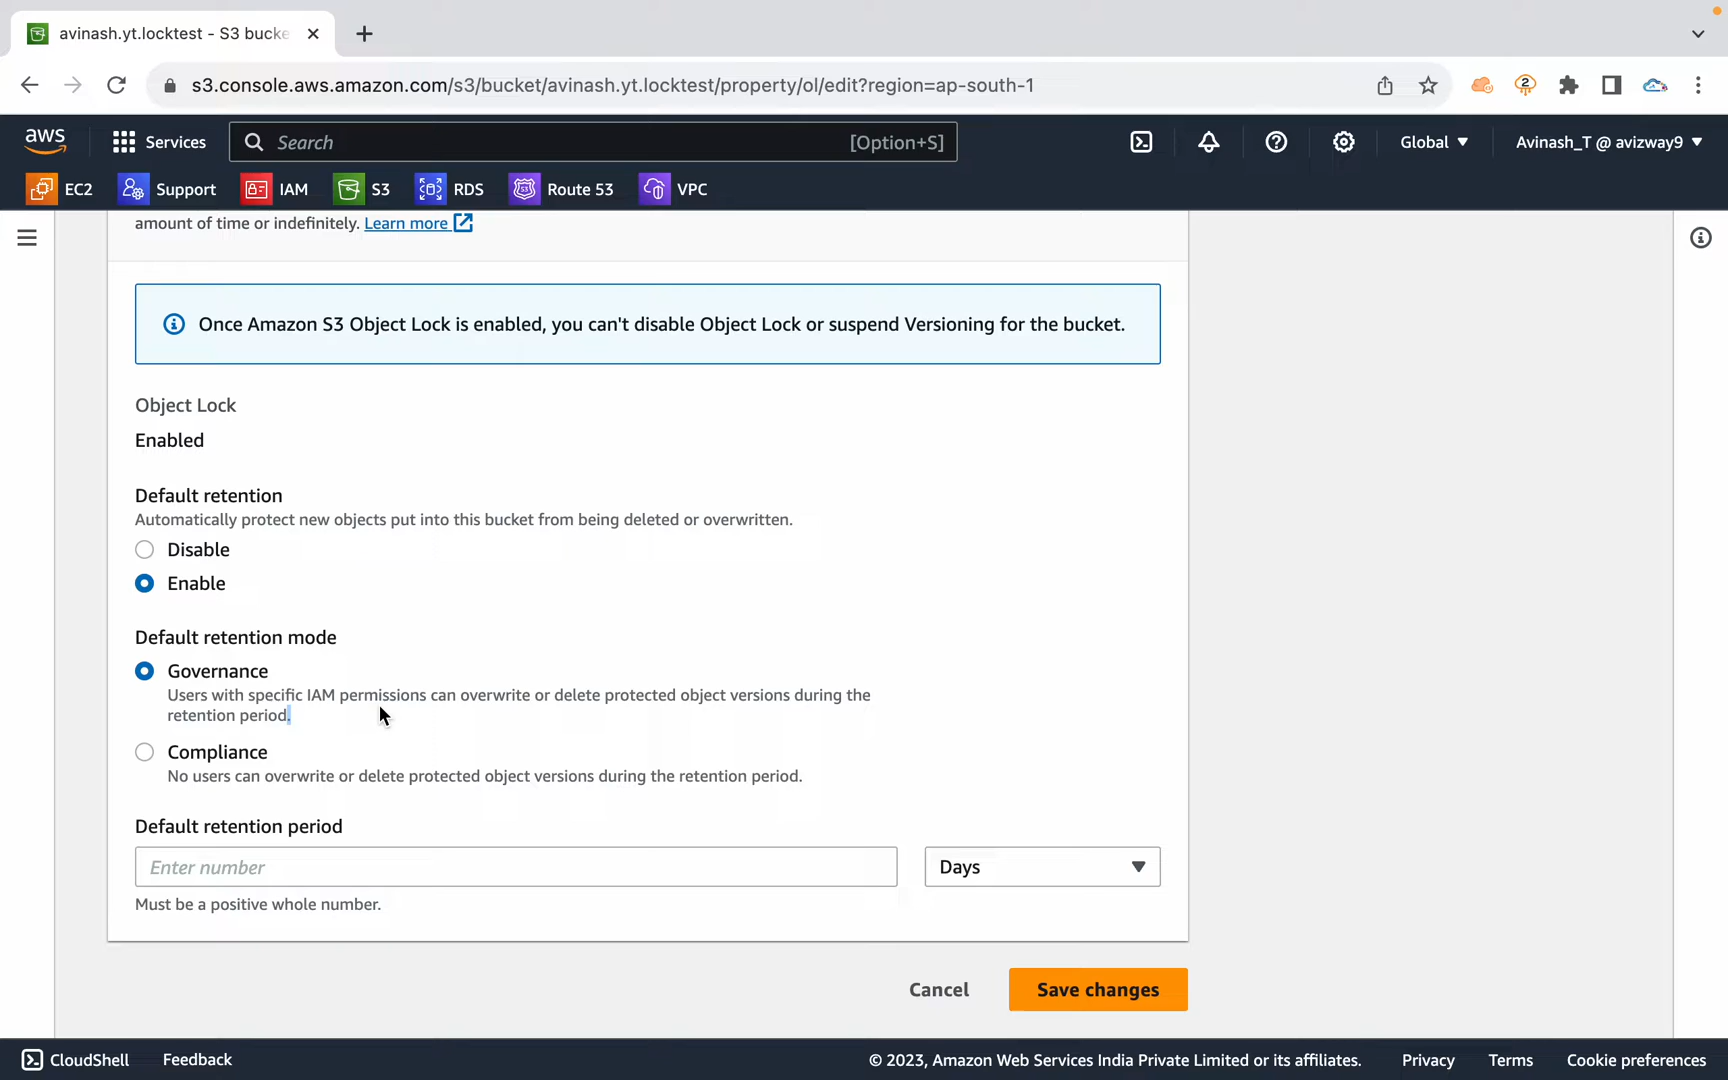 avinash.yt.locktest - S3 bucke
s3.console.aws.amazon.com/s3/bucket/avinash.yt.locktest/property/ol/edit?region=ap-south-1
2
aws Services Search [Option+S] Global Avinash_T @ avizway9
EC2 Support IAM S3 RDS Route 53 VPC
amount of time or indefinitely. Learn more
Once Amazon S3 Object Lock is enabled, you can't disable Object Lock or suspend Versioning for the bucket.
Object Lock
Enabled
Default retention
Automatically protect new objects put into this bucket from being deleted or overwritten.
Disable
Enable
Default retention mode
Governance
Users with specific IAM permissions can overwrite or delete protected object versions during the
retention period.
Compliance
No users can overwrite or delete protected object versions during the retention period.
Default retention period
Enter number Days
Must be a positive whole number.
Cancel Save changes
CloudShell Feedback © 2023, Amazon Web Services India Private Limited or its affiliates. Privacy Terms Cookie preferences